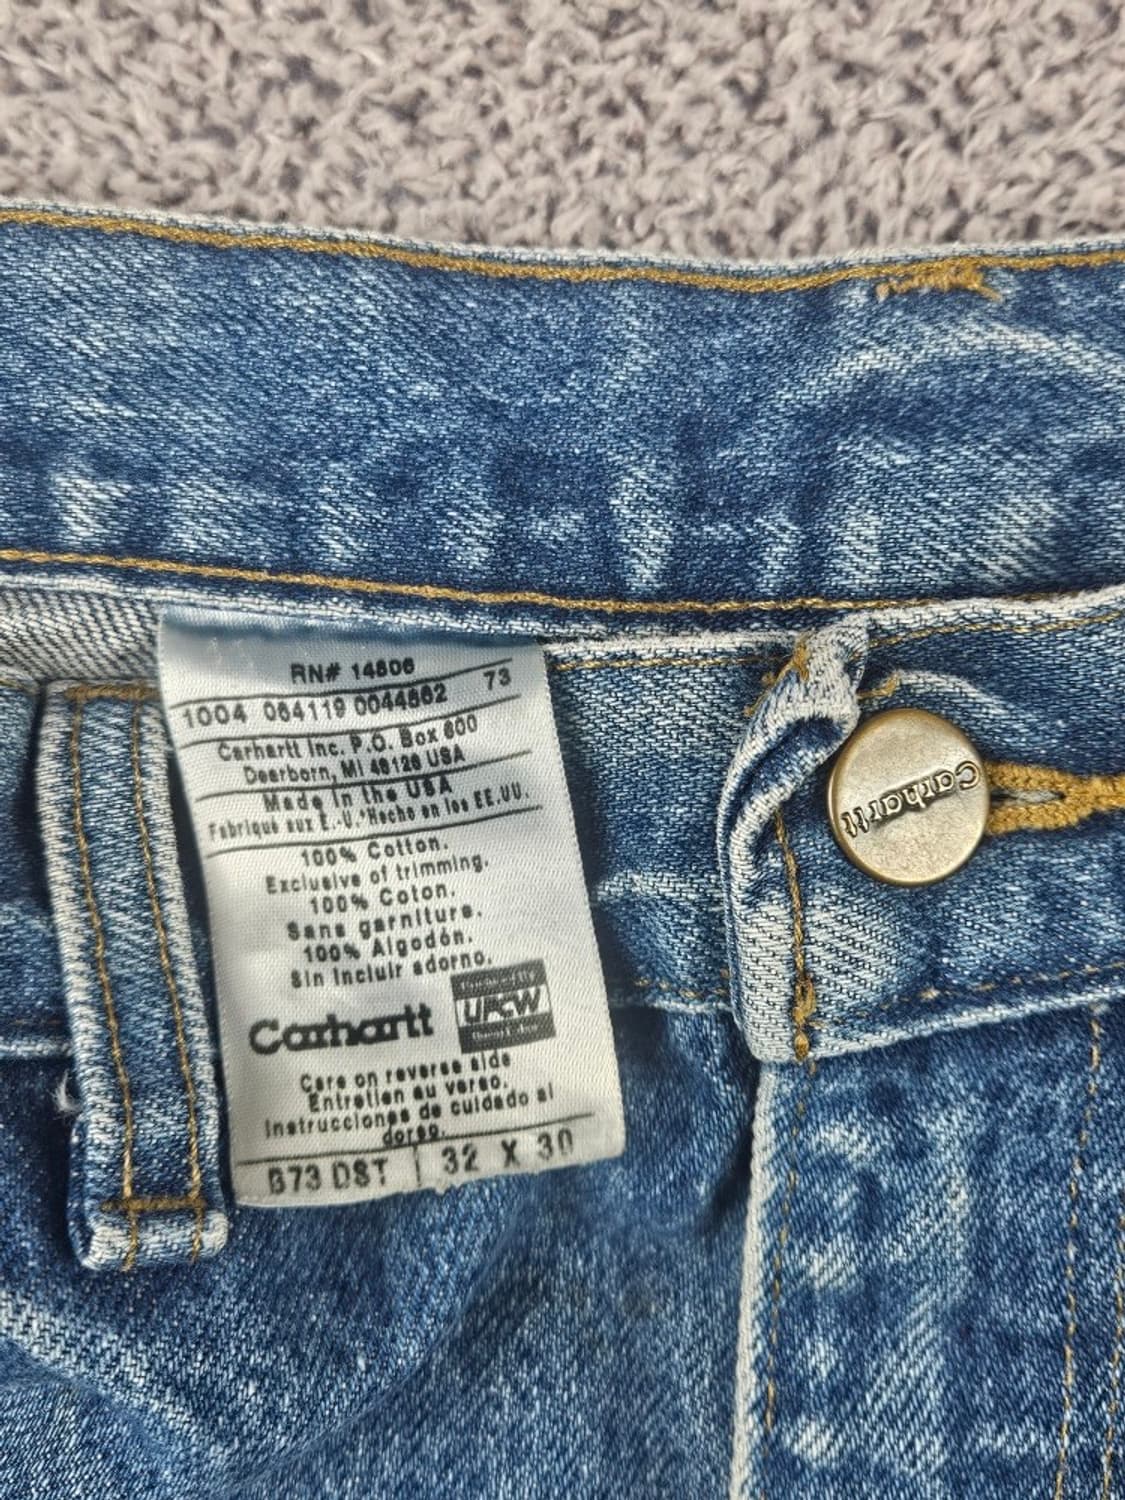 RN# 14806
73
1004 064119 0044862
Carhartt Inc. P.O. Box 600
Dearborn, MI 48126 USA
Made in the USA
Fabriqué aux E.-U.*Hecho en los EE.UU.
100% Cotton.
Exclusive of trimming.
100% Coton.
Sans garniture.
100% Algodón.
Sin incluir adorno.
Carhartt
UFCW
Care on reverse side
Entretien au verso.
Instrucciones de cuidado al
dorso.
B73 DST 32 X 30
Carhartt